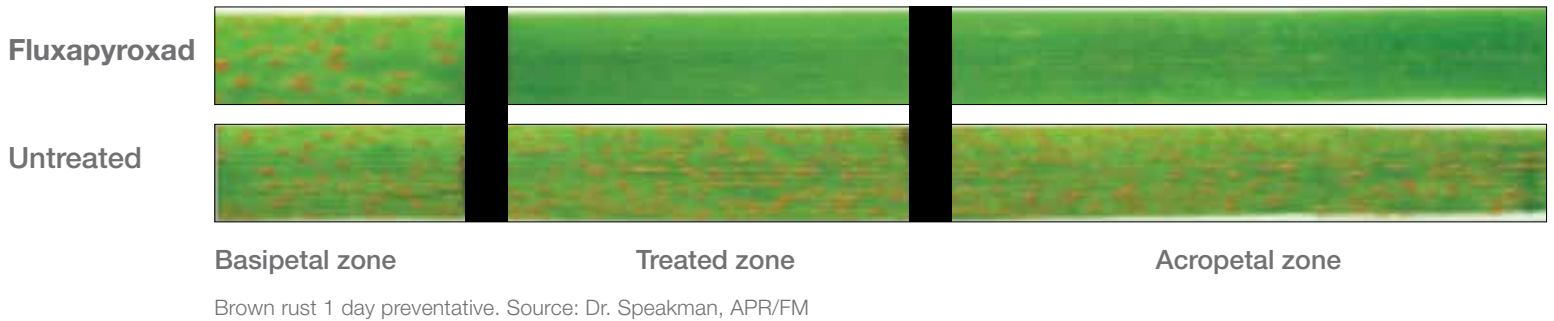 Fluxapyroxad
Untreated
Basipetal zone Treated zone Acropetal zone
Brown rust 1 day preventative. Source: Dr. Speakman, APR/FM